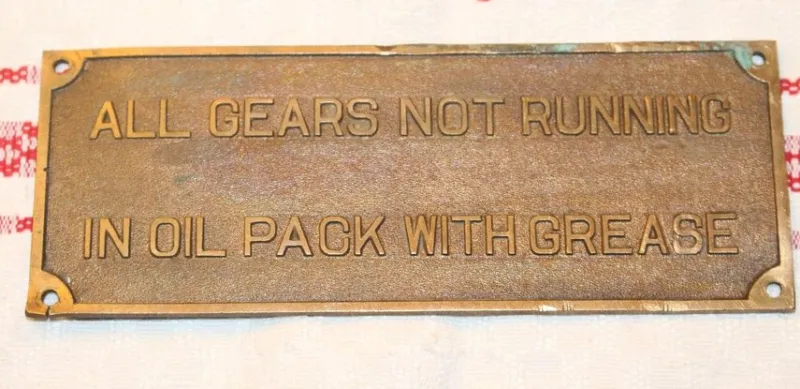 ALL GEARS NOT RUNNING
IN OIL PACK WITH GREASE